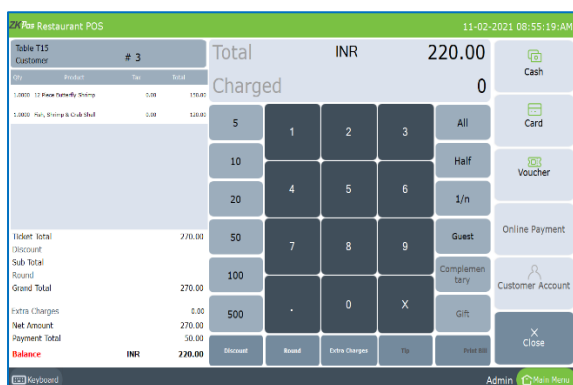 ZKPos Restaurant POS 11-02-2021 08:55:19:AM
Table T15
Customer
# 3
Qty Product Tax Total
1.0000 12 Piece Butterfly Shrimp 0.00 150.00
1.0000 Fish, Shrimp & Crab Shell 0.00 120.00
Ticket Total 270.00
Discount
Sub Total
Round
Grand Total 270.00
Extra Charges 0.00
Net Amount 270.00
Payment Total 50.00
Balance INR 220.00
Total INR 220.00
Charged 0
5 1 2 3 All
10 Half
20 4 5 6 1/n
50 7 8 9 Guest
100 Complemen
tary
500 . 0 X Gift
Discount Round Extra Charges Tip Print Bill
Cash
Card
Voucher
Online Payment
Customer Account
X
Close
Keyboard Admin Main Menu